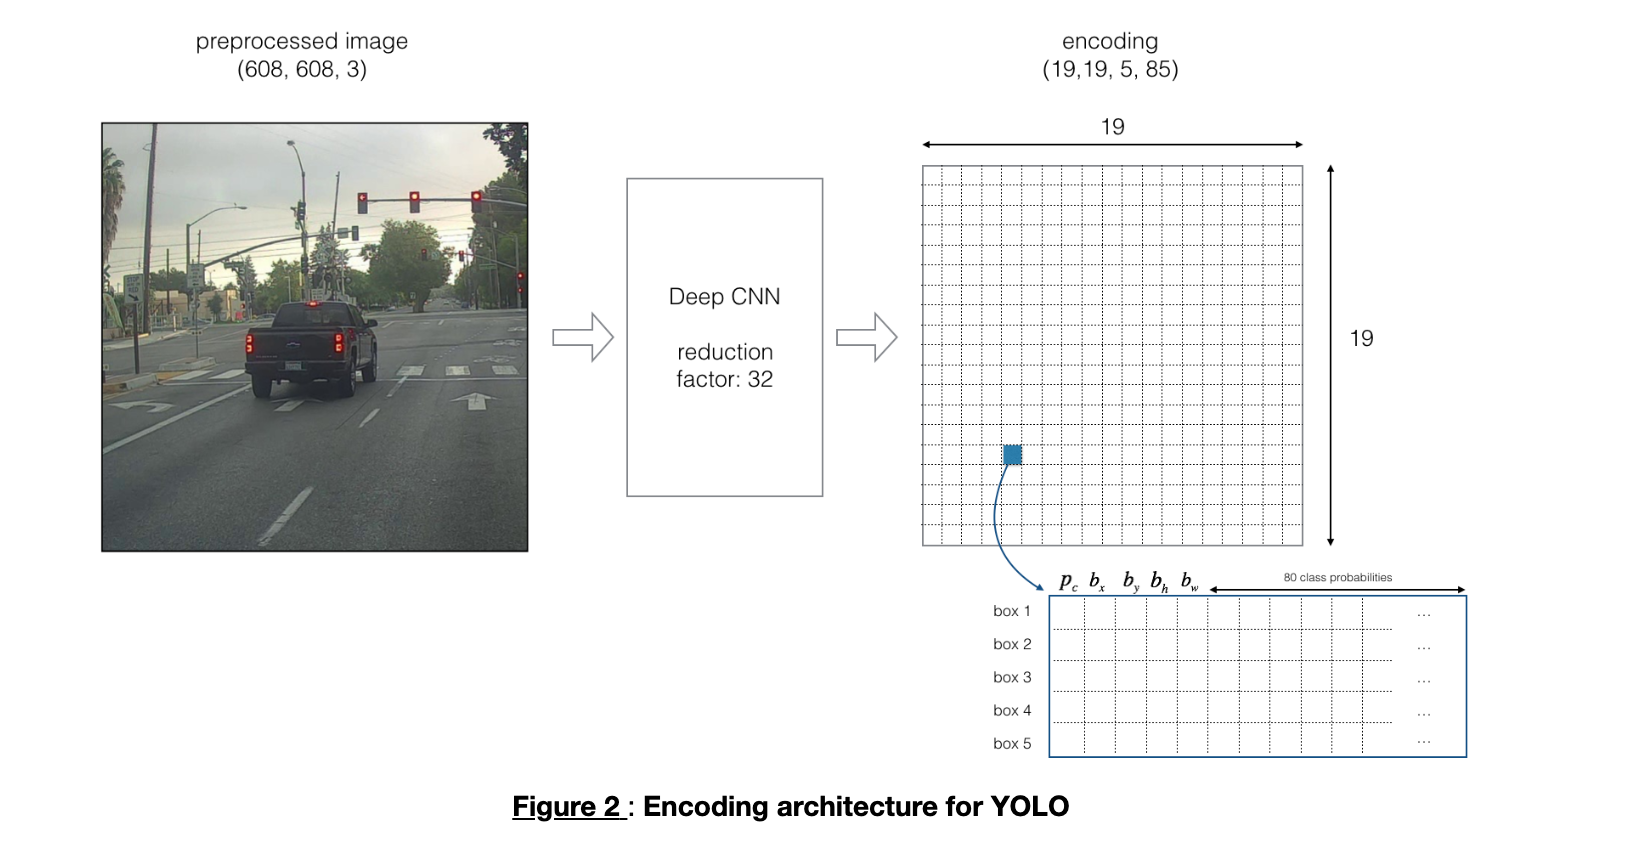 preprocessed image
(608, 608, 3)
encoding
(19,19, 5, 85)
19
Deep CNN
reduction
factor: 32
19
p_c b_x b_y b_h b_w
80 class probabilities
box 1 ...
box 2 ...
box 3 ...
box 4 ...
box 5 ...
Figure 2 : Encoding architecture for YOLO